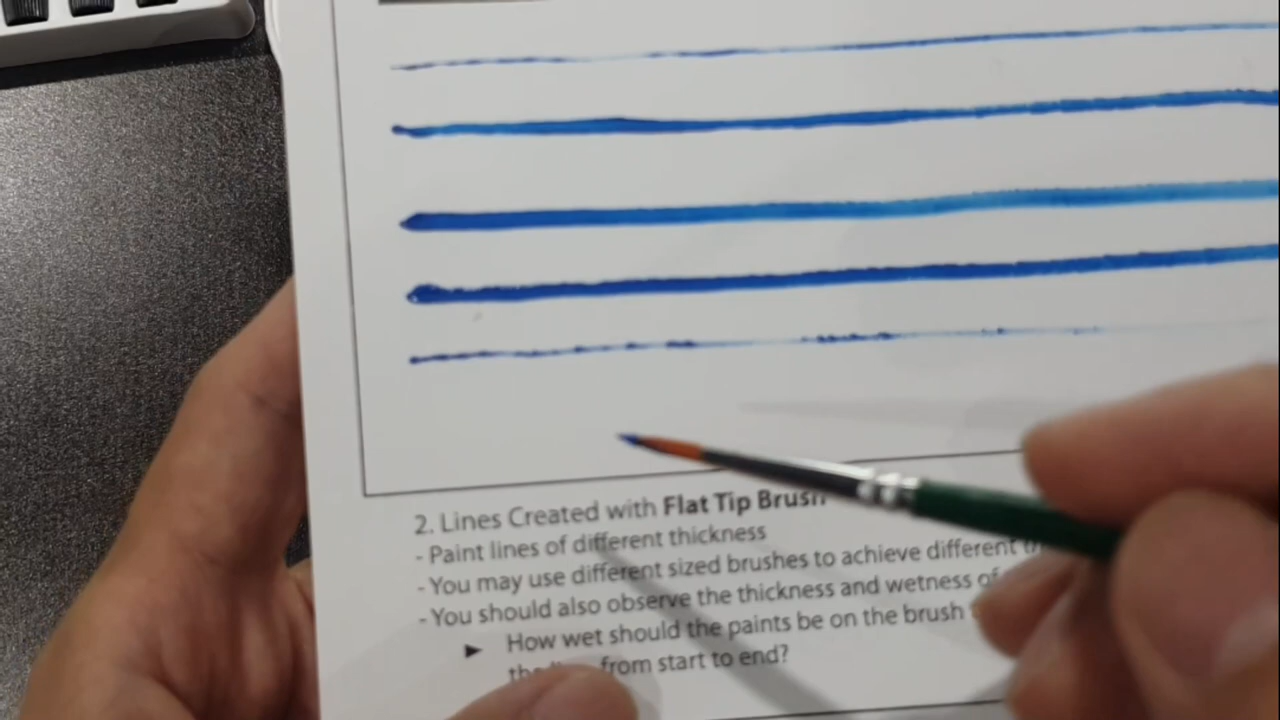 2. Lines Created with Flat Tip Brush
- Paint lines of different thickness
- You may use different sized brushes to achieve different
- You should also observe the thickness and wetness of
► How wet should the paints be on the brush
from start to end?